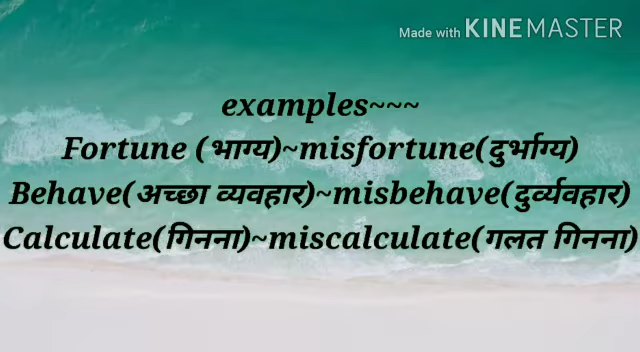 Made with KINEMASTER
examples~~~
Fortune (भाग्य)~misfortune(दुर्भाग्य)
Behave(अच्छा व्यवहार)~misbehave(दुर्व्यवहार)
Calculate(गिनना)~miscalculate(गलत गिनना)